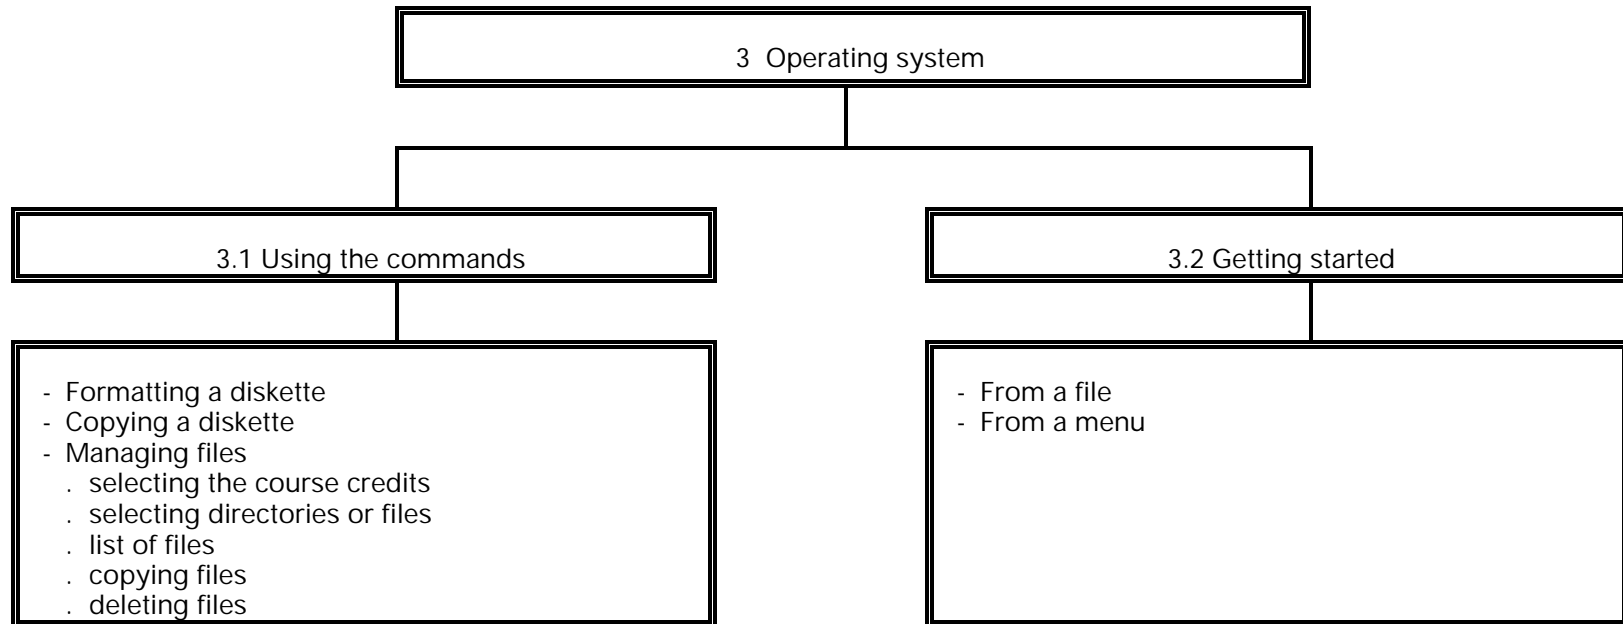 3 Operating system
3.1 Using the commands
3.2 Getting started
- Formatting a diskette
- Copying a diskette
- Managing files
. selecting the course credits
. selecting directories or files
. list of files
. copying files
. deleting files
- From a file
- From a menu